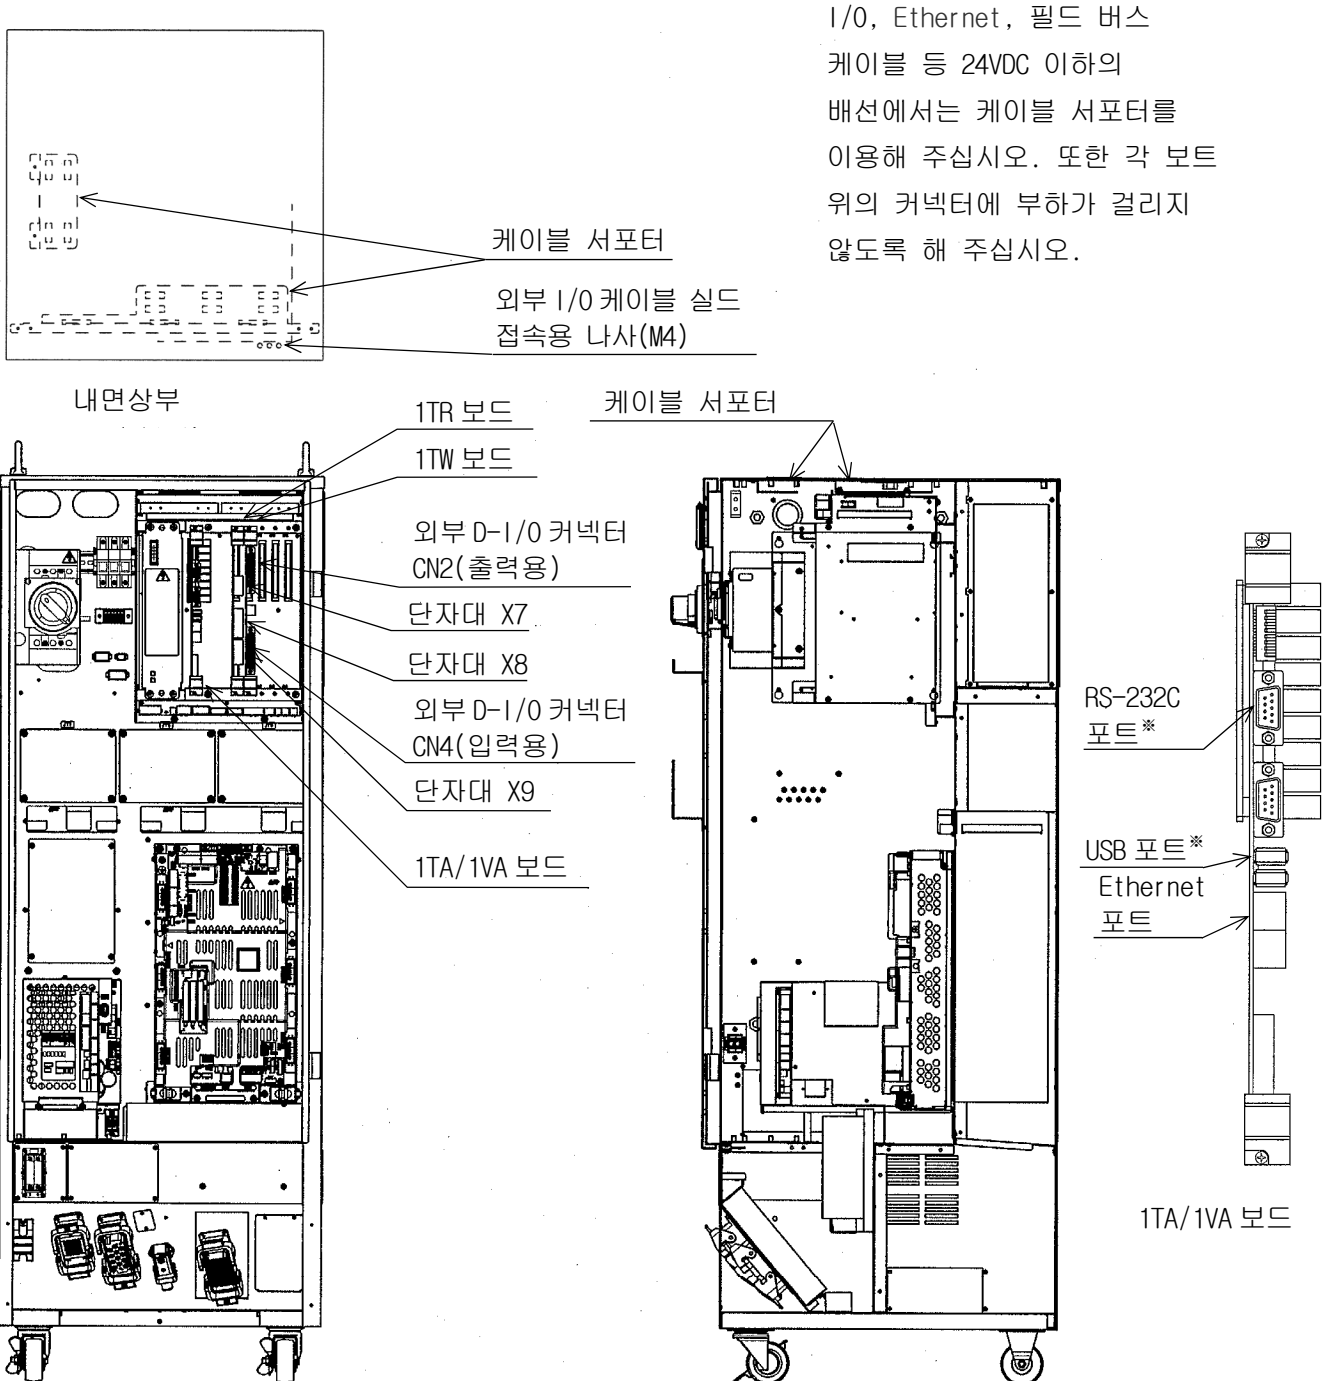 I/O, Ethernet, 필드 버스
케이블 등 24VDC 이하의
배선에서는 케이블 서포터를
이용해 주십시오. 또한 각 보트
위의 커넥터에 부하가 걸리지
않도록 해 주십시오.
케이블 서포터
외부 I/O 케이블 실드
접속용 나사(M4)
내면상부
1TR 보드
케이블 서포터
1TW 보드
외부 D-I/O 커넥터
CN2(출력용)
단자대 X7
단자대 X8
외부 D-I/O 커넥터
CN4(입력용)
단자대 X9
1TA/1VA 보드
RS-232C
포트※
USB 포트※
Ethernet
포트
1TA/1VA 보드